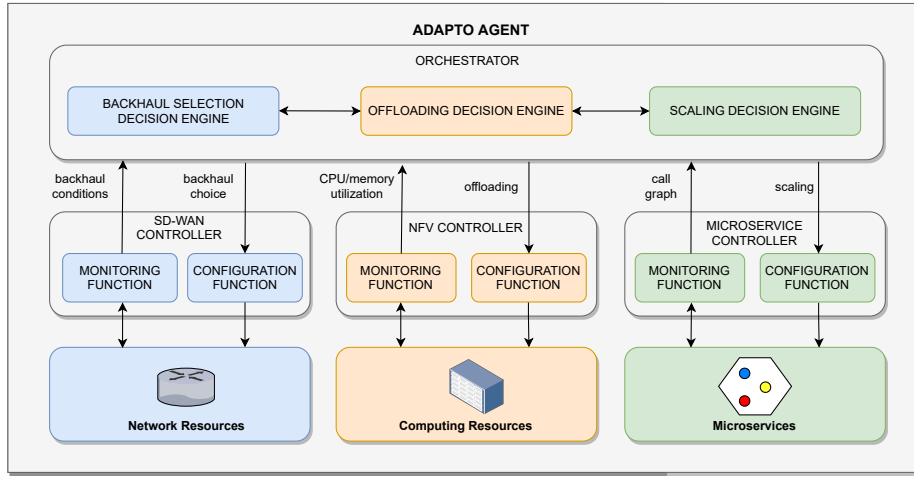 ADAPTO AGENT
ORCHESTRATOR
BACKHAUL SELECTION
DECISION ENGINE
OFFLOADING DECISION ENGINE
SCALING DECISION ENGINE
backhaul
conditions
backhaul
choice
CPU/memory
utilization
offloading
call
graph
scaling
SD-WAN
CONTROLLER
MONITORING
FUNCTION
CONFIGURATION
FUNCTION
NFV CONTROLLER
MONITORING
FUNCTION
CONFIGURATION
FUNCTION
MICROSERVICE
CONTROLLER
MONITORING
FUNCTION
CONFIGURATION
FUNCTION
Network Resources
Computing Resources
Microservices